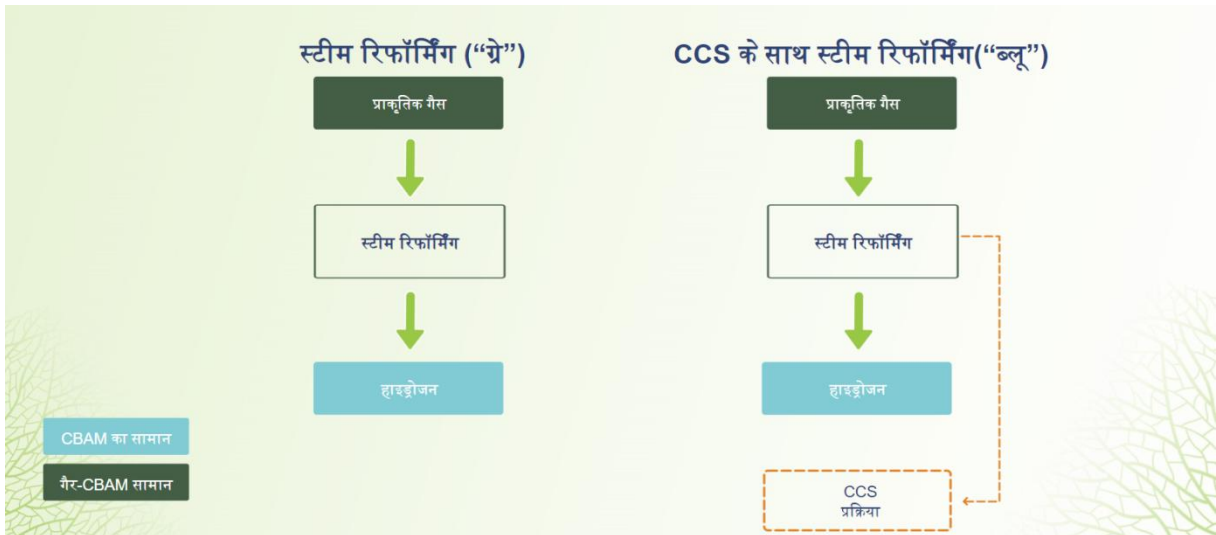 स्टीम रिफॉर्मिंग (“ग्रे”)
प्राकृतिक गैस
स्टीम रिफॉर्मिंग
हाइड्रोजन
CCS के साथ स्टीम रिफॉर्मिंग(“ब्लू”)
प्राकृतिक गैस
स्टीम रिफॉर्मिंग
हाइड्रोजन
CCS
प्रक्रिया
CBAM का सामान
गैर-CBAM सामान